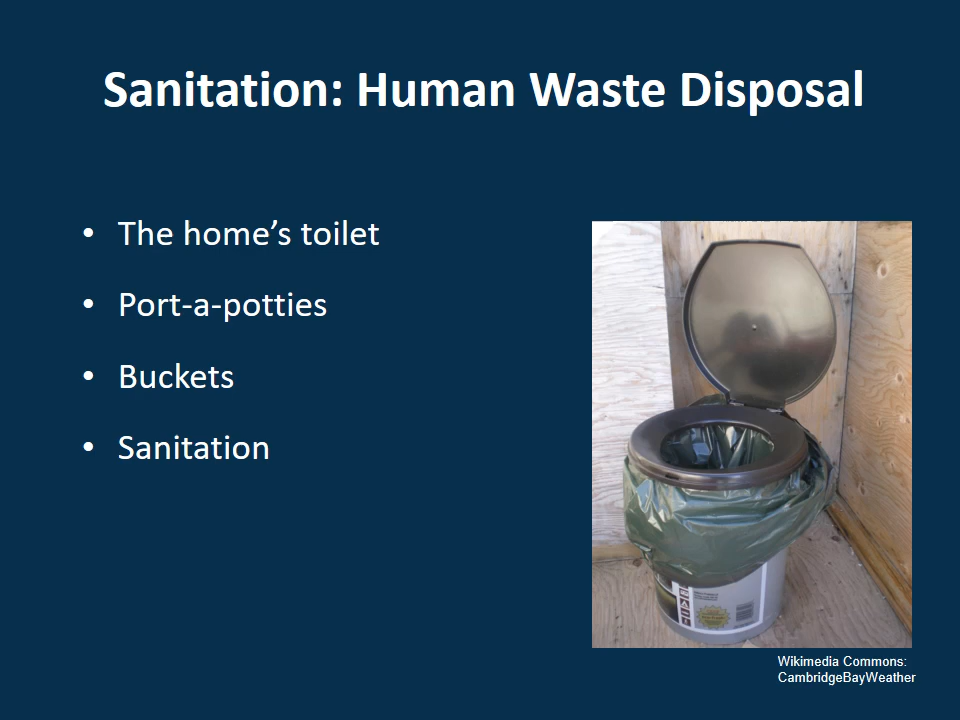 Sanitation: Human Waste Disposal
• The home’s toilet
• Port-a-potties
• Buckets
• Sanitation
Wikimedia Commons:
CambridgeBayWeather